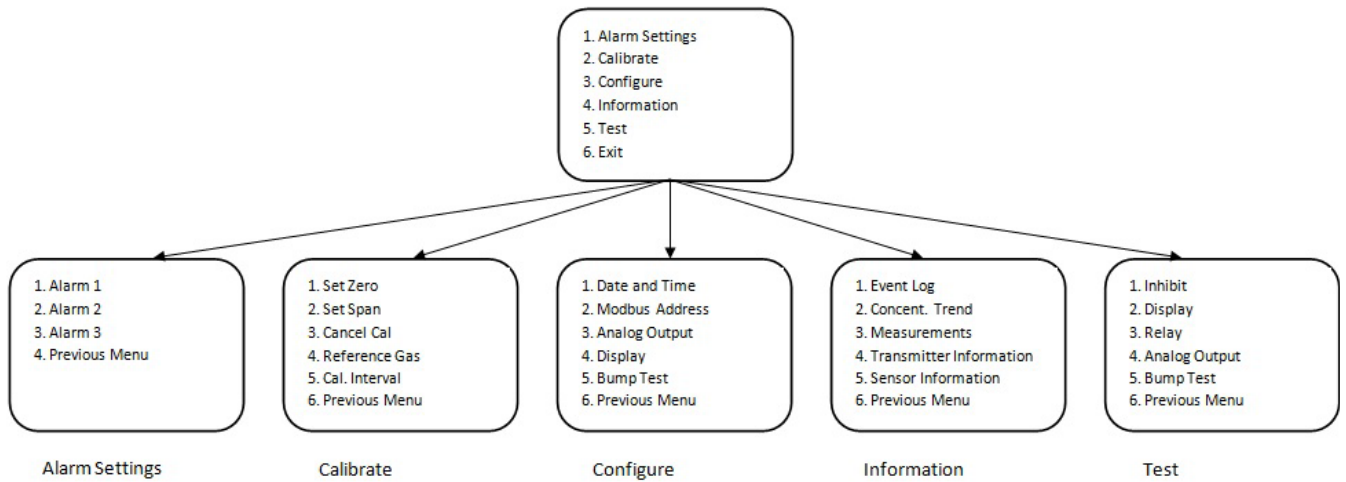 1. Alarm Settings
2. Calibrate
3. Configure
4. Information
5. Test
6. Exit
1. Alarm 1
2. Alarm 2
3. Alarm 3
4. Previous Menu
1. Set Zero
2. Set Span
3. Cancel Cal
4. Reference Gas
5. Cal. Interval
6. Previous Menu
1. Date and Time
2. Modbus Address
3. Analog Output
4. Display
5. Bump Test
6. Previous Menu
1. Event Log
2. Concent. Trend
3. Measurements
4. Transmitter Information
5. Sensor Information
6. Previous Menu
1. Inhibit
2. Display
3. Relay
4. Analog Output
5. Bump Test
6. Previous Menu
Alarm Settings
Calibrate
Configure
Information
Test